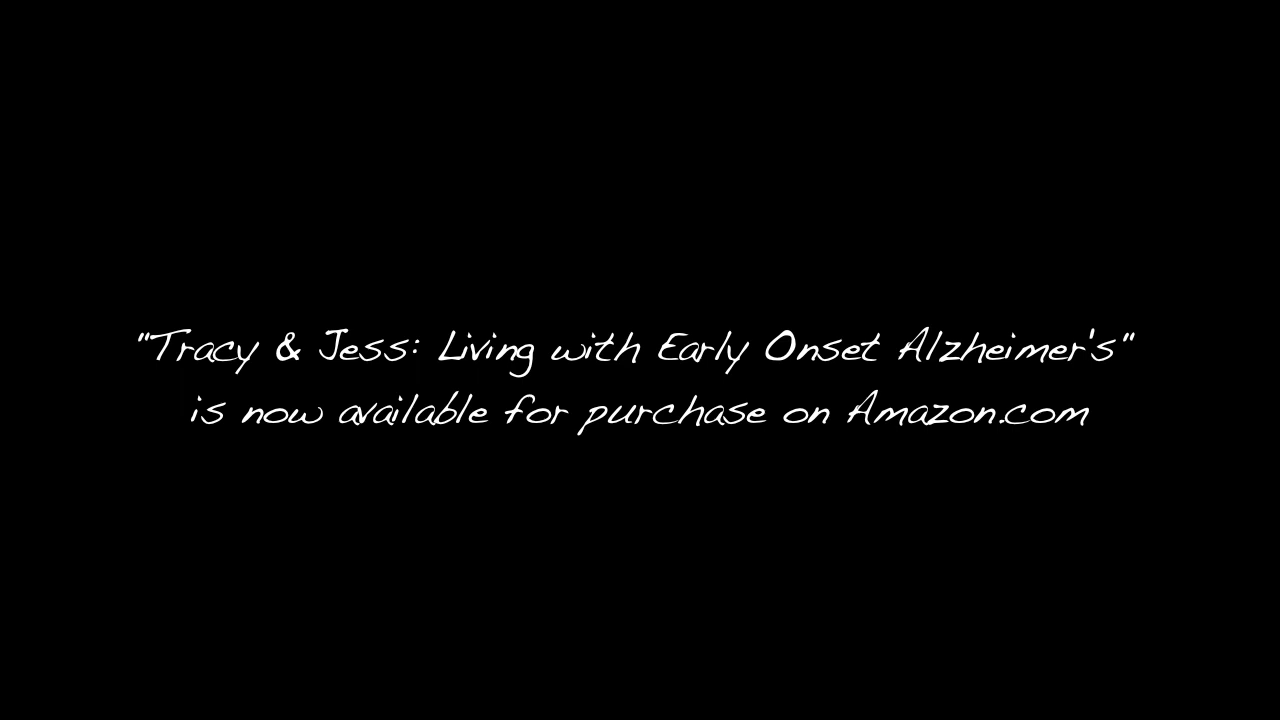 "Tracy & Jess: Living with Early Onset Alzheimer's"
is now available for purchase on Amazon.com